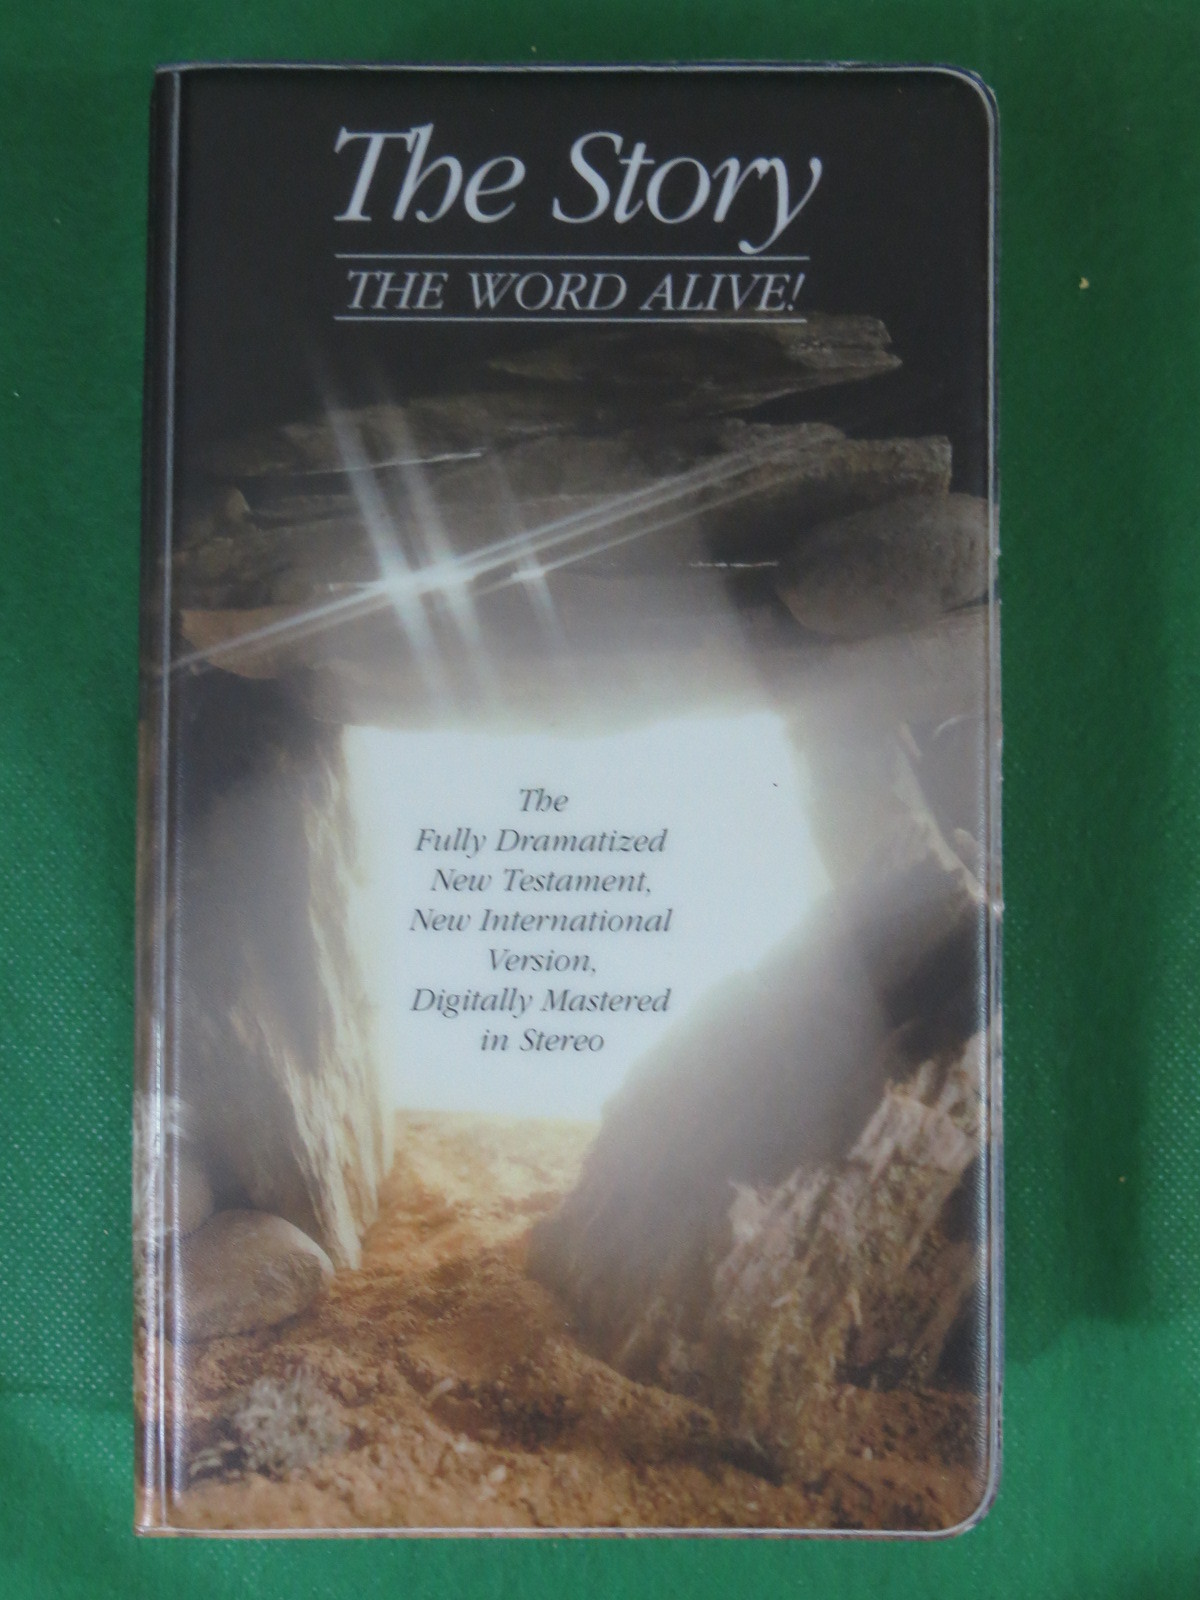 The Story
THE WORD ALIVE!
The
Fully Dramatized
New Testament,
New International
Version,
Digitally Mastered
in Stereo